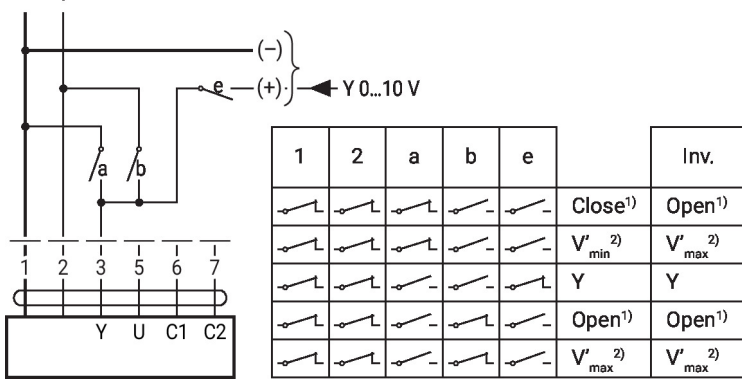 (–)
e (+) Y 0...10 V
a b
1 2 3 5 6 7
Y U C1 C2
1 2 a b e Inv.
Close¹⁾ Open¹⁾
V'min²⁾ V'max²⁾
Y Y
Open¹⁾ Open¹⁾
V'max²⁾ V'max²⁾